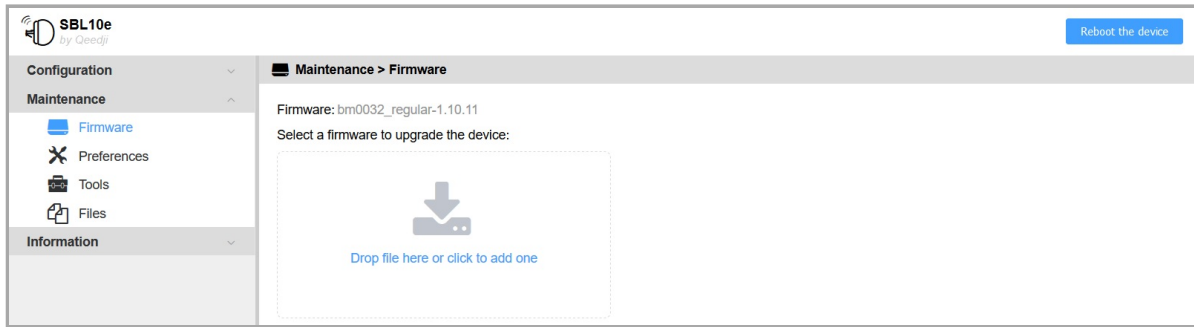 SBL10e
by Qeedji
Reboot the device
Configuration
Maintenance
Firmware
Preferences
Tools
Files
Information
Maintenance > Firmware
Firmware: bm0032_regular-1.10.11
Select a firmware to upgrade the device:
Drop file here or click to add one